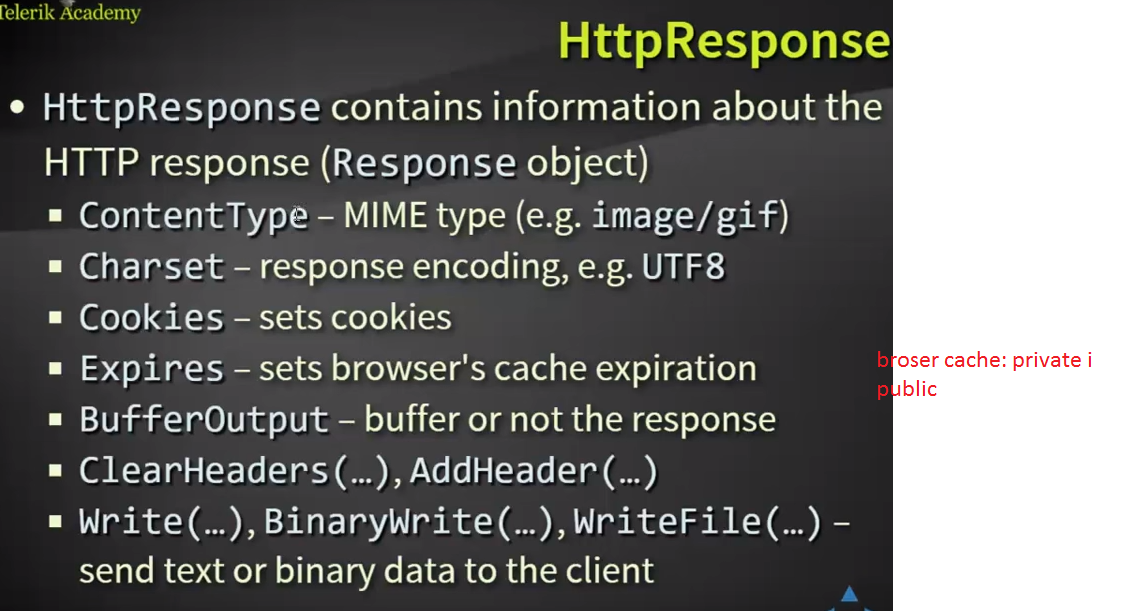 Telerik Academy
HttpResponse
• HttpResponse contains information about the
HTTP response (Response object)
▪ ContentType – MIME type (e.g. image/gif)
▪ Charset – response encoding, e.g. UTF8
▪ Cookies – sets cookies
▪ Expires – sets browser's cache expiration
broser cache: private i
public
▪ BufferOutput – buffer or not the response
▪ ClearHeaders(…), AddHeader(…)
▪ Write(…), BinaryWrite(…), WriteFile(…) –
send text or binary data to the client